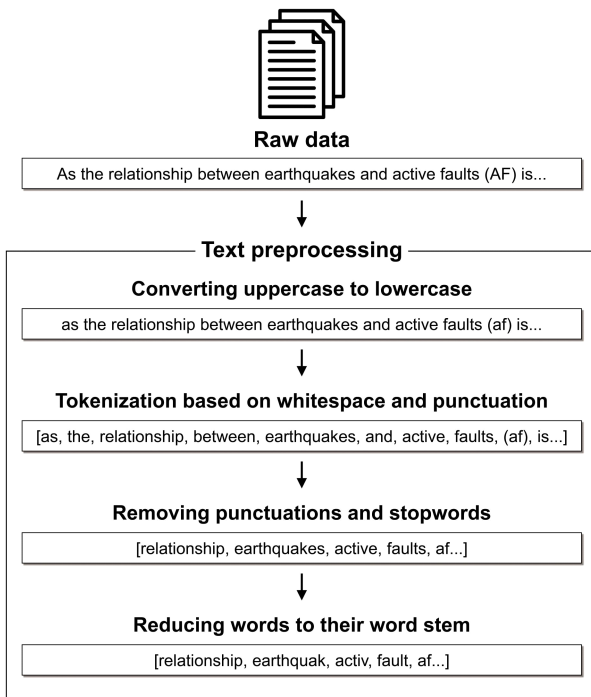 Raw data
As the relationship between earthquakes and active faults (AF) is...
Text preprocessing
Converting uppercase to lowercase
as the relationship between earthquakes and active faults (af) is...
Tokenization based on whitespace and punctuation
[as, the, relationship, between, earthquakes, and, active, faults, (af), is...]
Removing punctuations and stopwords
[relationship, earthquakes, active, faults, af...]
Reducing words to their word stem
[relationship, earthquak, activ, fault, af...]